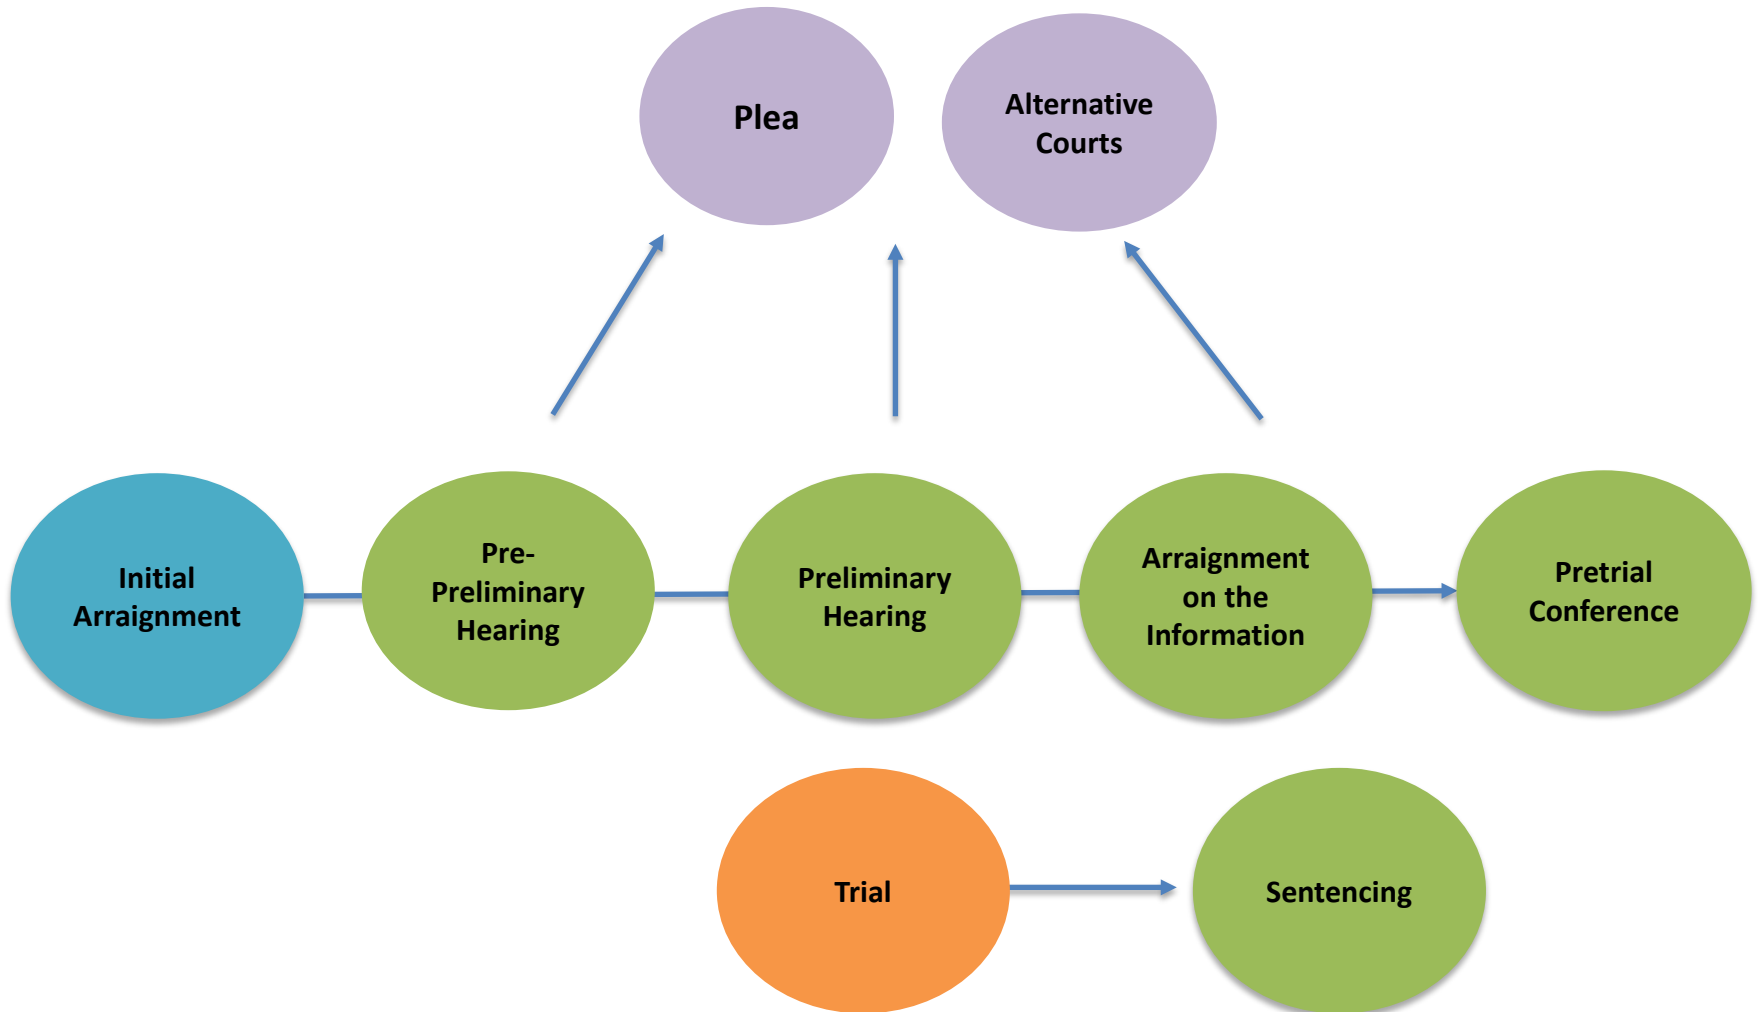 Plea
Alternative
Courts
Initial
Arraignment
Pre-
Preliminary
Hearing
Preliminary
Hearing
Arraignment
on the
Information
Pretrial
Conference
Trial
Sentencing